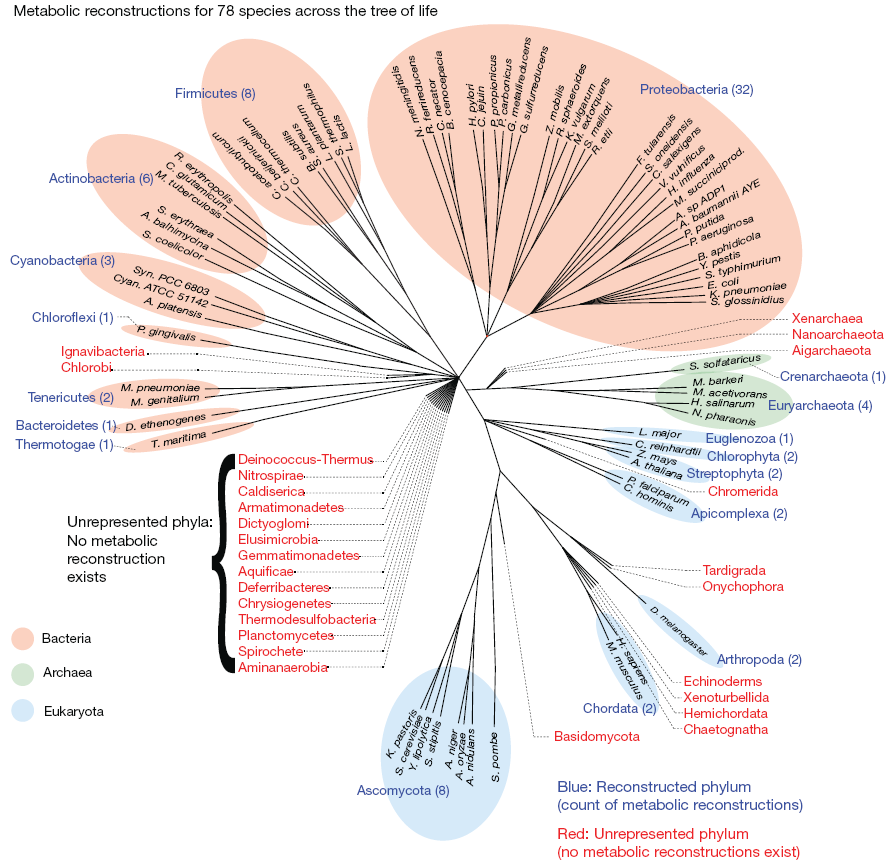 Metabolic reconstructions for 78 species across the tree of life
Firmicutes (8)
C. acetobutylicum
C. beijerinckii
C. thermocellum
B. subtilis
S. aureus
L. plantarum
S. thermophilus
L. lactis
Proteobacteria (32)
N. meningitidis
R. ferrireducens
C. necator
B. cenocepacia
H. pylori
C. jejuin
P. propionicus
P. carbonicus
G. metallireducens
G. sulfurreducens
Z. mobilis
R. sphaeroides
K. vulgarum
M. extorquens
S. mellioti
R. etli
F. tularensis
S. oneidensis
C. salexigens
V. vulnificus
H. influenza
M. succiniciprod.
A. sp ADP1
A. baumannii AYE
P. putida
P. aeruginosa
B. aphidicola
Y. pestis
S. typhimurium
E. coli
K. pneumoniae
S. glossinidius
Actinobacteria (6)
R. erythropolis
C. glutamicum
M. tuberculosis
S. erythraea
A. balhimycina
S. coelicolor
Cyanobacteria (3)
Syn. PCC 6803
Cyan. ATCC 51142
A. platensis
Chloroflexi (1)
P. gingivalis
Ignavibacteria
Chlorobi
Tenericutes (2)
M. pneumoniae
M. genitalium
Bacteroidetes (1)
D. ethenogenes
Thermotogae (1)
T. maritima
Xenarchaea
Nanoarchaeota
Aigarchaeota
S. solfataricus
Crenarchaeota (1)
M. barkeri
M. acetivorans
H. salinarum
N. pharaonis
Euryarchaeota (4)
L. major
Euglenozoa (1)
C. reinhardtii
Chlorophyta (2)
Z. mays
A. thaliana
Streptophyta (2)
Chromerida
P. falciparum
C. hominis
Apicomplexa (2)
Unrepresented phyla:
No metabolic
reconstruction
exists
Deinococcus-Thermus
Nitrospirae
Caldiserica
Armatimonadetes
Dictyoglomi
Elusimicrobia
Gemmatimonadetes
Aquificae
Deferribacteres
Chrysiogenetes
Thermodesulfobacteria
Planctomycetes
Spirochete
Aminanaerobia
Tardigrada
Onychophora
D. melanogaster
Arthropoda (2)
H. sapiens
M. musculus
Chordata (2)
Echinoderms
Xenoturbellida
Hemichordata
Chaetognatha
Basidomycota
K. pastoris
S. cerevisiae
Y. lipolytica
S. stipitis
A. niger
A. oryzae
A. nidulans
S. pombe
Ascomycota (8)
Bacteria
Archaea
Eukaryota
Blue: Reconstructed phylum
(count of metabolic reconstructions)
Red: Unrepresented phylum
(no metabolic reconstructions exist)